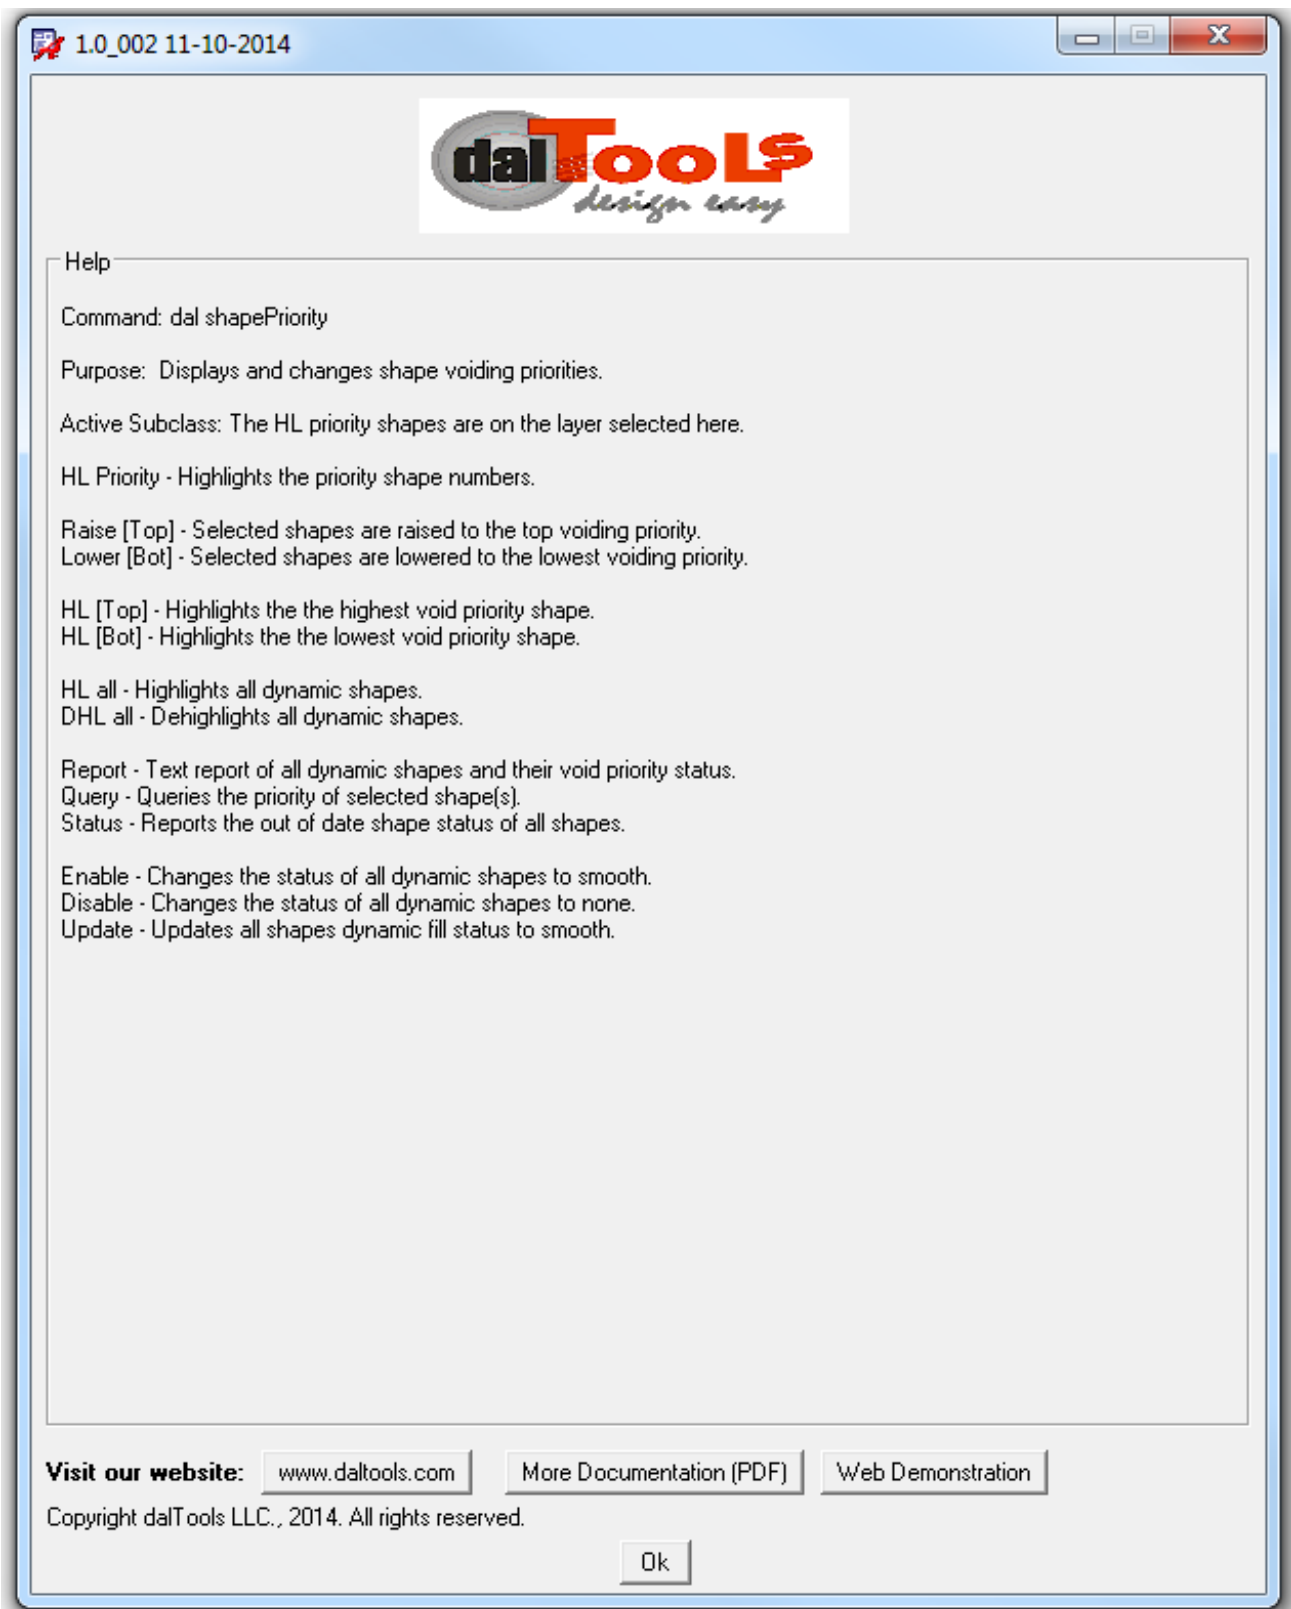 1.0_002 11-10-2014
dalTooLs
design easy
Help
Command: dal shapePriority
Purpose:  Displays and changes shape voiding priorities.
Active Subclass: The HL priority shapes are on the layer selected here.
HL Priority - Highlights the priority shape numbers.
Raise [Top] - Selected shapes are raised to the top voiding priority.
Lower [Bot] - Selected shapes are lowered to the lowest voiding priority.
HL [Top] - Highlights the the highest void priority shape.
HL [Bot] - Highlights the the lowest void priority shape.
HL all - Highlights all dynamic shapes.
DHL all - Dehighlights all dynamic shapes.
Report - Text report of all dynamic shapes and their void priority status.
Query - Queries the priority of selected shape(s).
Status - Reports the out of date shape status of all shapes.
Enable - Changes the status of all dynamic shapes to smooth.
Disable - Changes the status of all dynamic shapes to none.
Update - Updates all shapes dynamic fill status to smooth.
Visit our website: www.daltools.com More Documentation (PDF) Web Demonstration
Copyright dalTools LLC., 2014. All rights reserved.
Ok